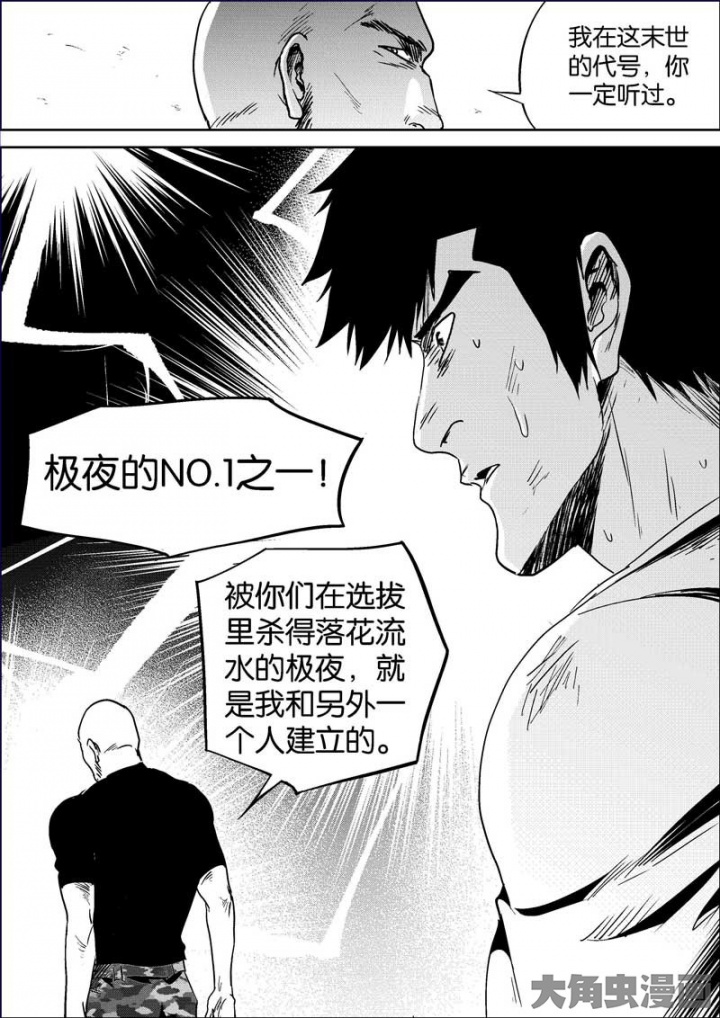 我在这末世
的代号，你
一定听过。
极夜的NO.1之一！
被你们在选拔
里杀得落花流
水的极夜，就
是我和另外一
个人建立的。
大角虫漫画